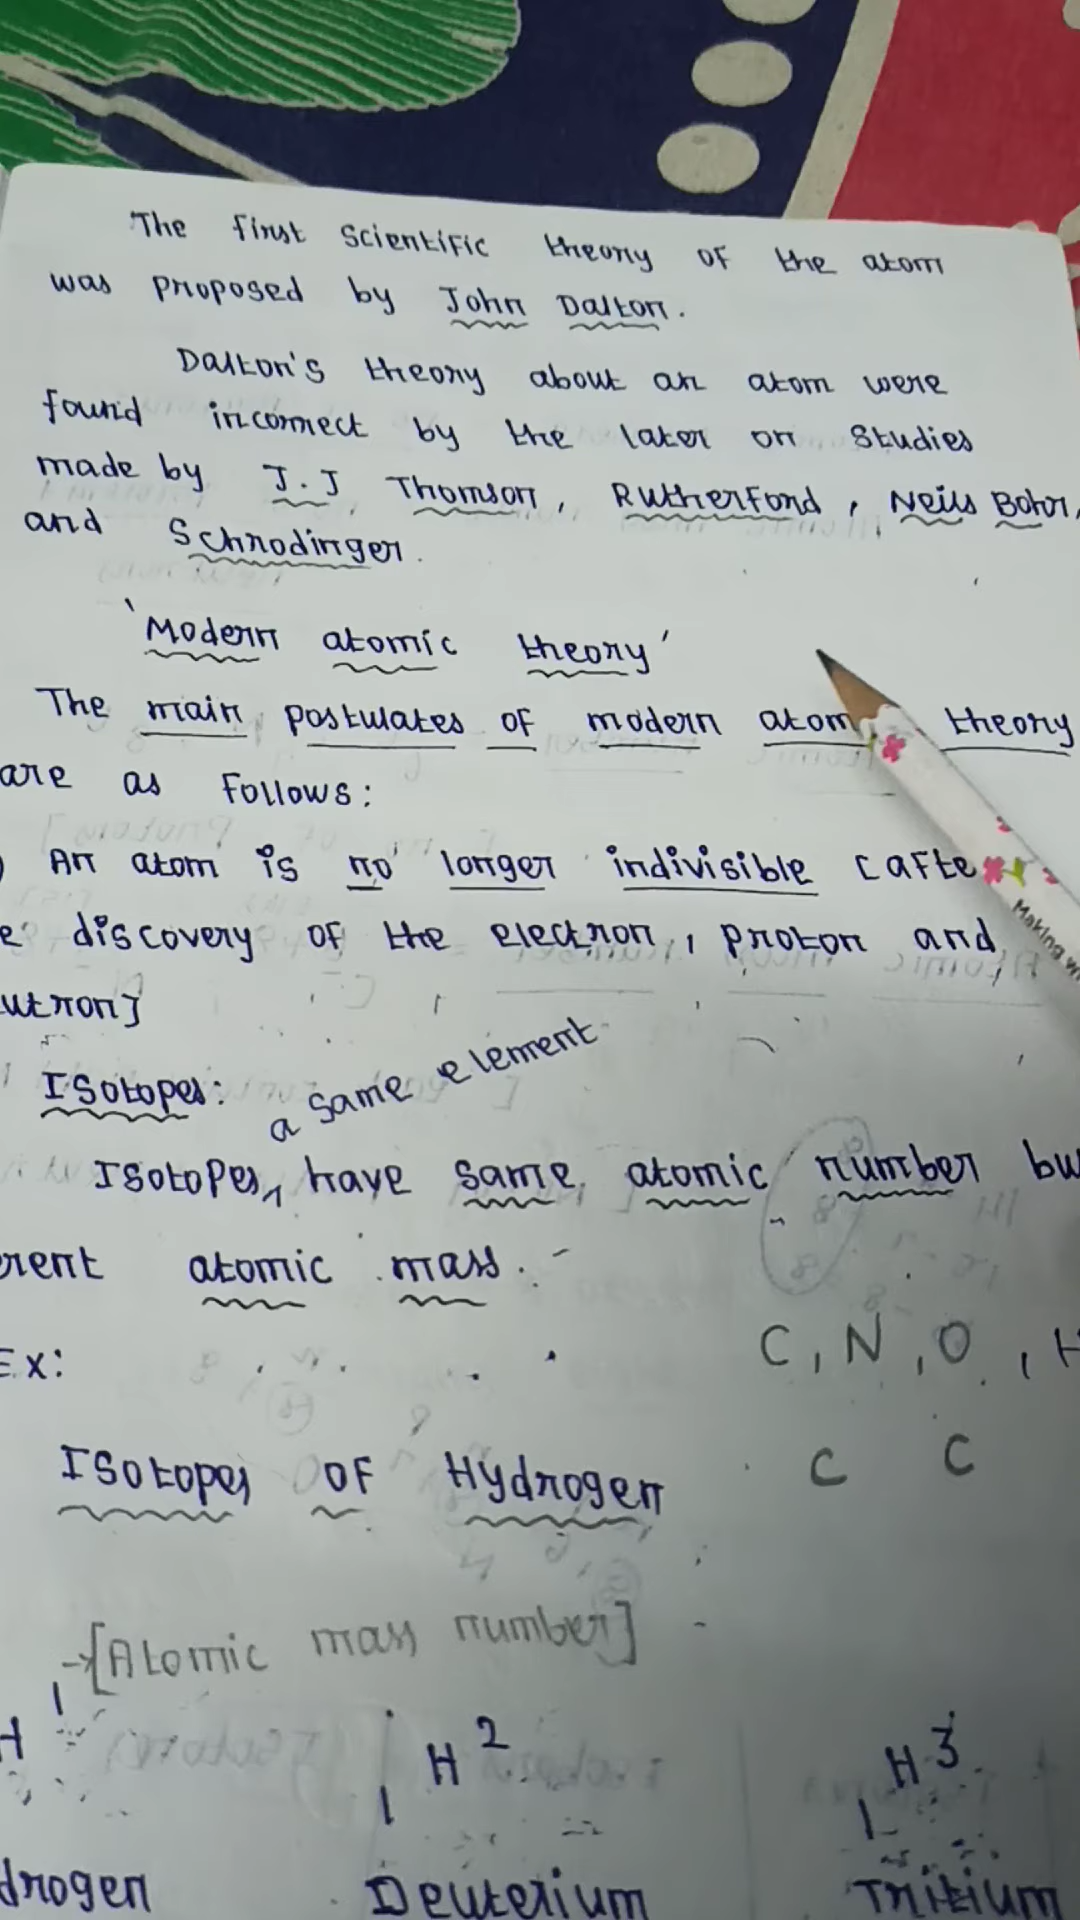 The first scientific theory of the atom
was proposed by John Dalton.
Dalton's theory about an atom were
found incorrect by the later on studies
made by J.J Thomson, Rutherford, Neils Bohr,
and Schrodinger.
'Modern atomic theory'
The main postulates of modern atom theory
are as follows:
) An atom is no longer indivisible [afte
e discovery of the electron, proton and
utron]
Isotopes:
a same element
Isotopes, have same atomic number bu
erent atomic mass.
Ex:
C, N, O, H
C C
Isotopes of Hydrogen
[Atomic mass number]
H 1
1 H 2
1 H 3
drogen Deuterium Tritium
Making w